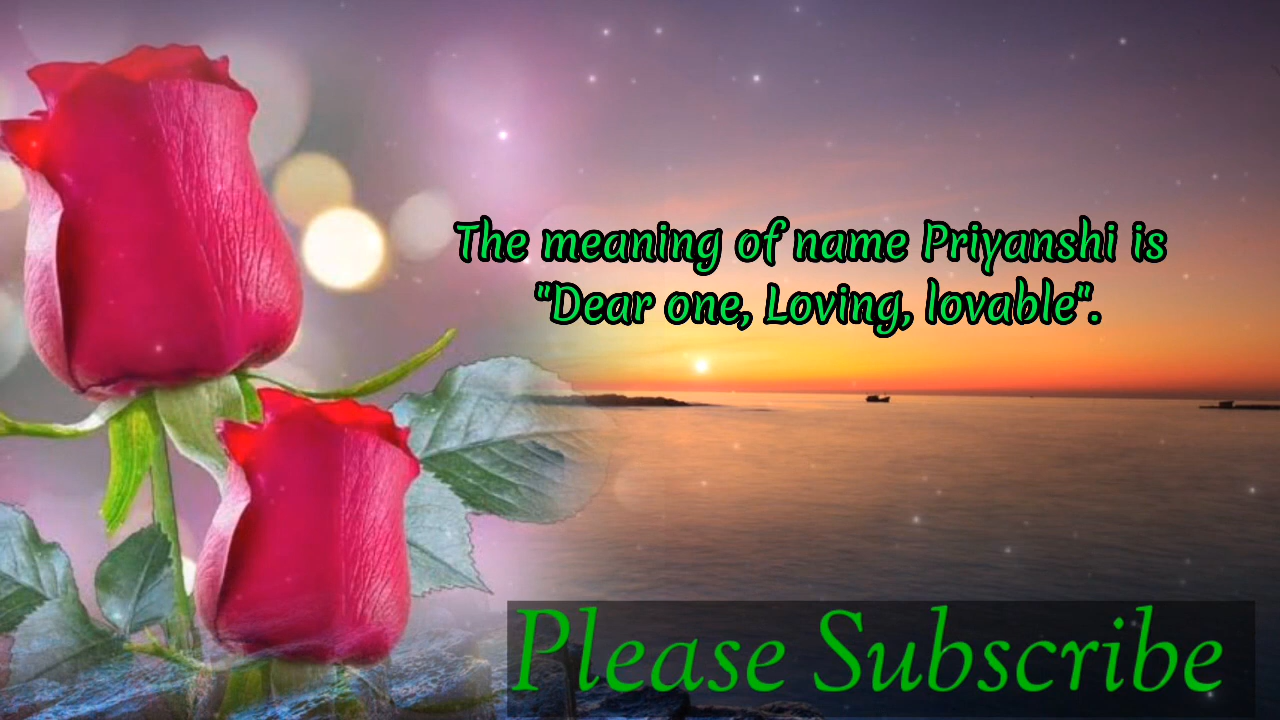 The meaning of name Priyanshi is
"Dear one, Loving, lovable".
Please Subscribe